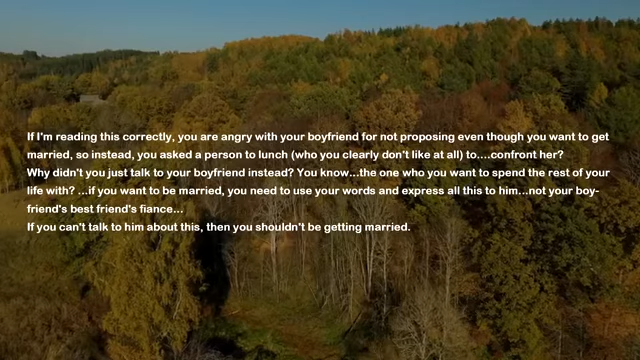 If I'm reading this correctly, you are angry with your boyfriend for not proposing even though you want to get
married, so instead, you asked a person to lunch (who you clearly don't like at all) to....confront her?
Why didn't you just talk to your boyfriend instead? You know...the one who you want to spend the rest of your
life with? ...if you want to be married, you need to use your words and express all this to him...not your boy-
friend's best friend's fiance...
If you can't talk to him about this, then you shouldn't be getting married.